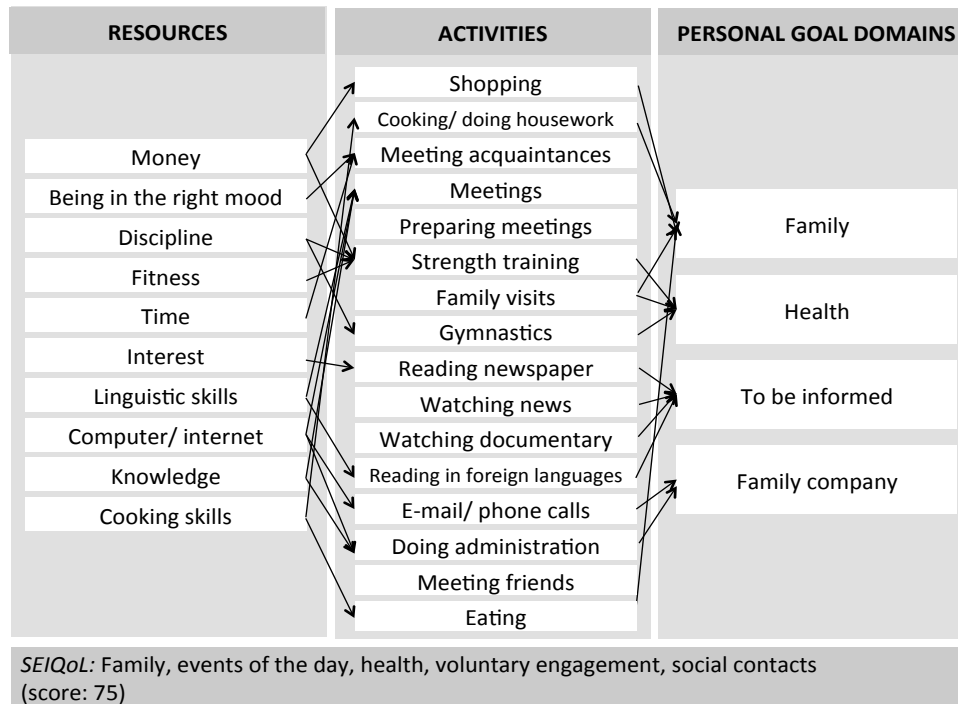 RESOURCES
ACTIVITIES
PERSONAL GOAL DOMAINS
Money
Being in the right mood
Discipline
Fitness
Time
Interest
Linguistic skills
Computer/ internet
Knowledge
Cooking skills
Shopping
Cooking/ doing housework
Meeting acquaintances
Meetings
Preparing meetings
Strength training
Family visits
Gymnastics
Reading newspaper
Watching news
Watching documentary
Reading in foreign languages
E-mail/ phone calls
Doing administration
Meeting friends
Eating
Family
Health
To be informed
Family company
SEIQoL: Family, events of the day, health, voluntary engagement, social contacts
(score: 75)